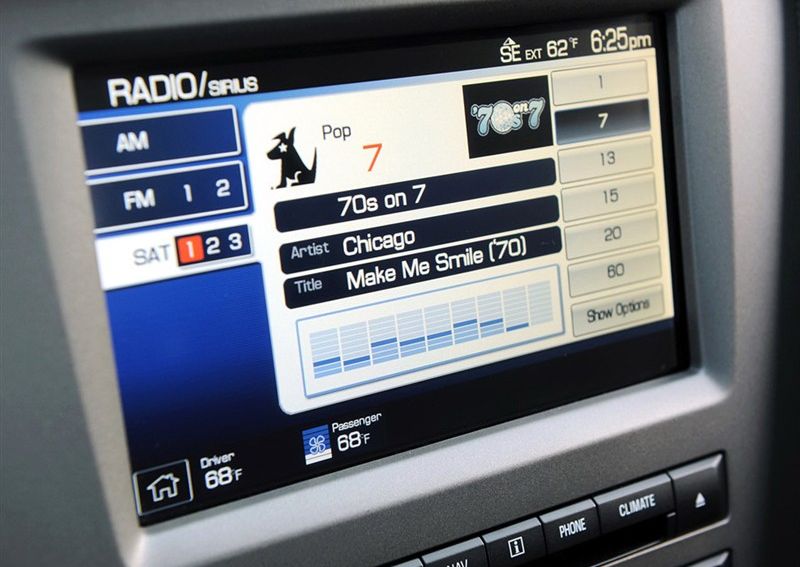 SE EXT 62°F 6:25pm
RADIO/SIRIUS
AM
FM 1 2
SAT 1 2 3
Pop
7
'70s on 7
70s on 7
Artist Chicago
Title Make Me Smile ('70)
1
7
13
15
20
60
Show Options
Driver
68°F
Passenger
68°F
NAV
i
PHONE
CLIMATE